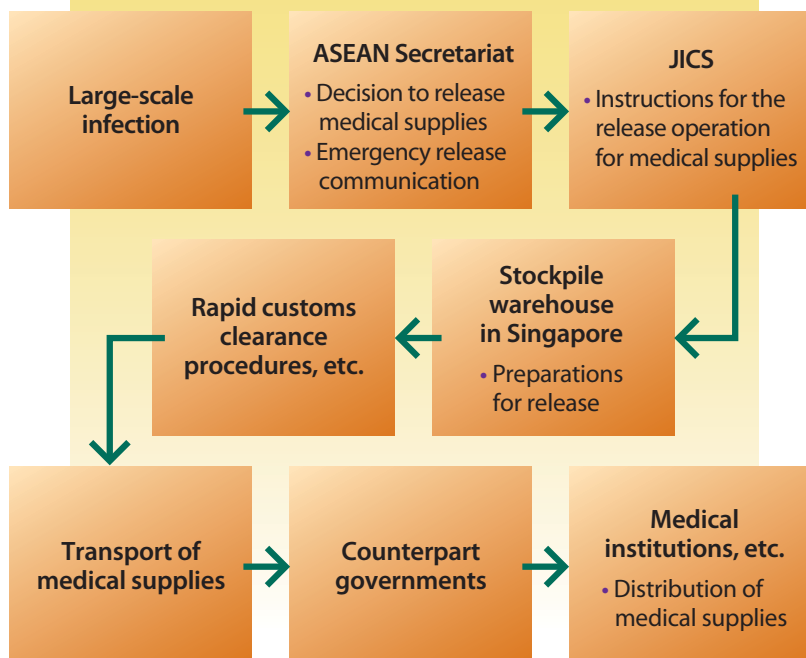 Large-scale
infection
ASEAN Secretariat
• Decision to release
medical supplies
• Emergency release
communication
JICS
• Instructions for the
release operation
for medical supplies
Rapid customs
clearance
procedures, etc.
Stockpile
warehouse
in Singapore
• Preparations
for release
Transport of
medical supplies
Counterpart
governments
Medical
institutions, etc.
• Distribution of
medical supplies